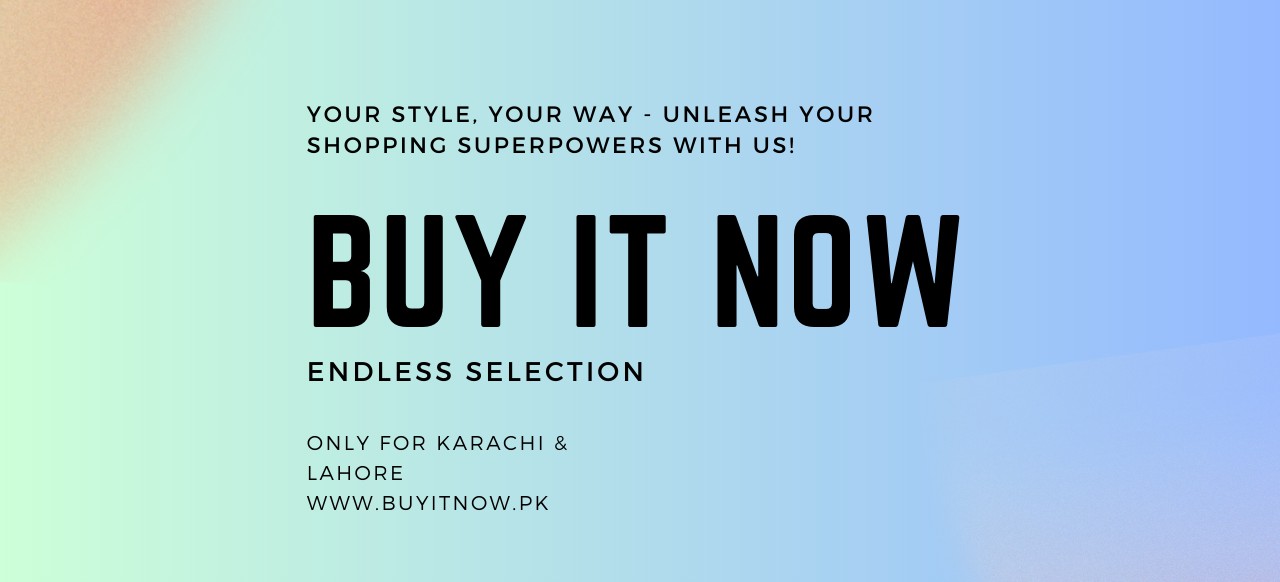 YOUR STYLE, YOUR WAY - UNLEASH YOUR
SHOPPING SUPERPOWERS WITH US!
BUY IT NOW
ENDLESS SELECTION
ONLY FOR KARACHI &
LAHORE
WWW.BUYITNOW.PK